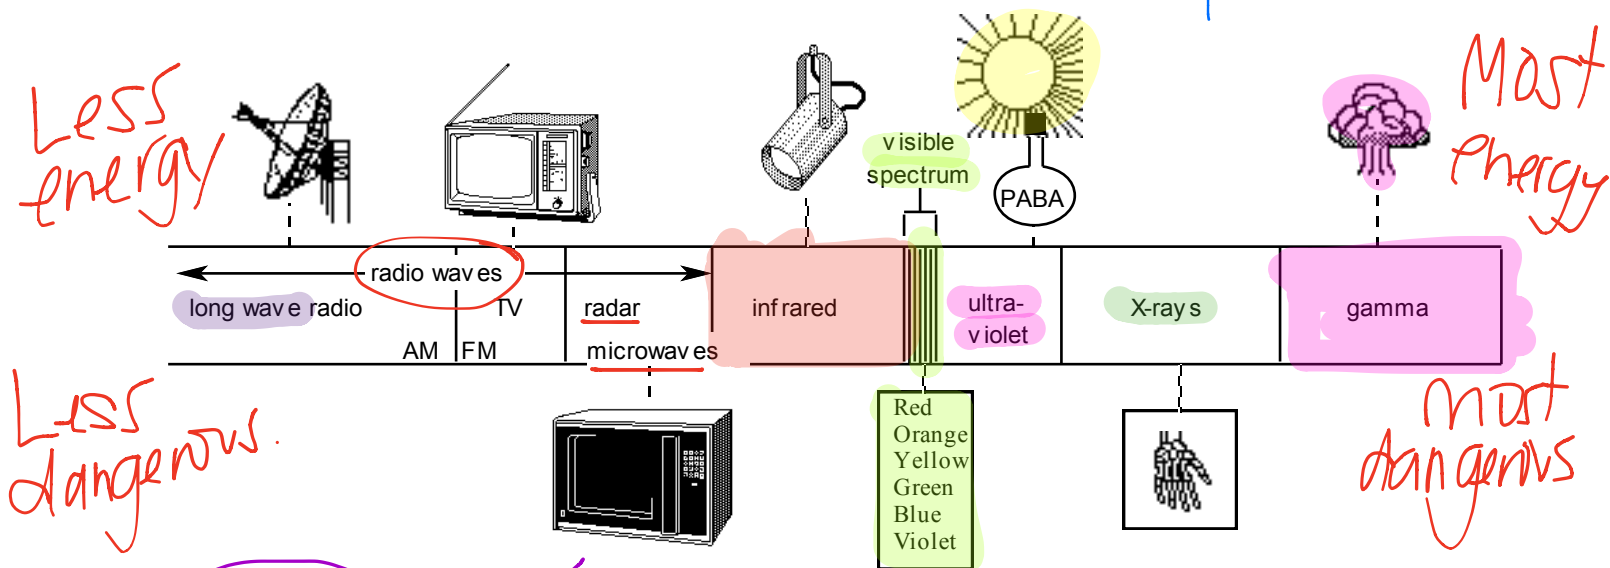 Less
energy
Most
energy
visible
spectrum
PABA
radio waves
long wave radio
TV
radar
infrared
ultra-
violet
X-rays
gamma
AM
FM
microwaves
Less
dangerous.
most
dangerous
Red
Orange
Yellow
Green
Blue
Violet